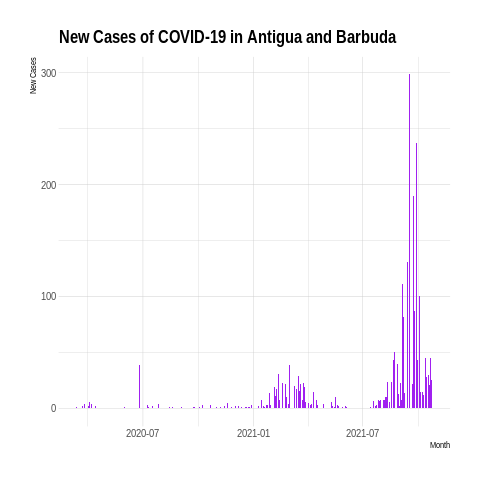 New Cases of COVID-19 in Antigua and Barbuda
New Cases
300
200
100
0
2020-07
2021-01
2021-07
Month